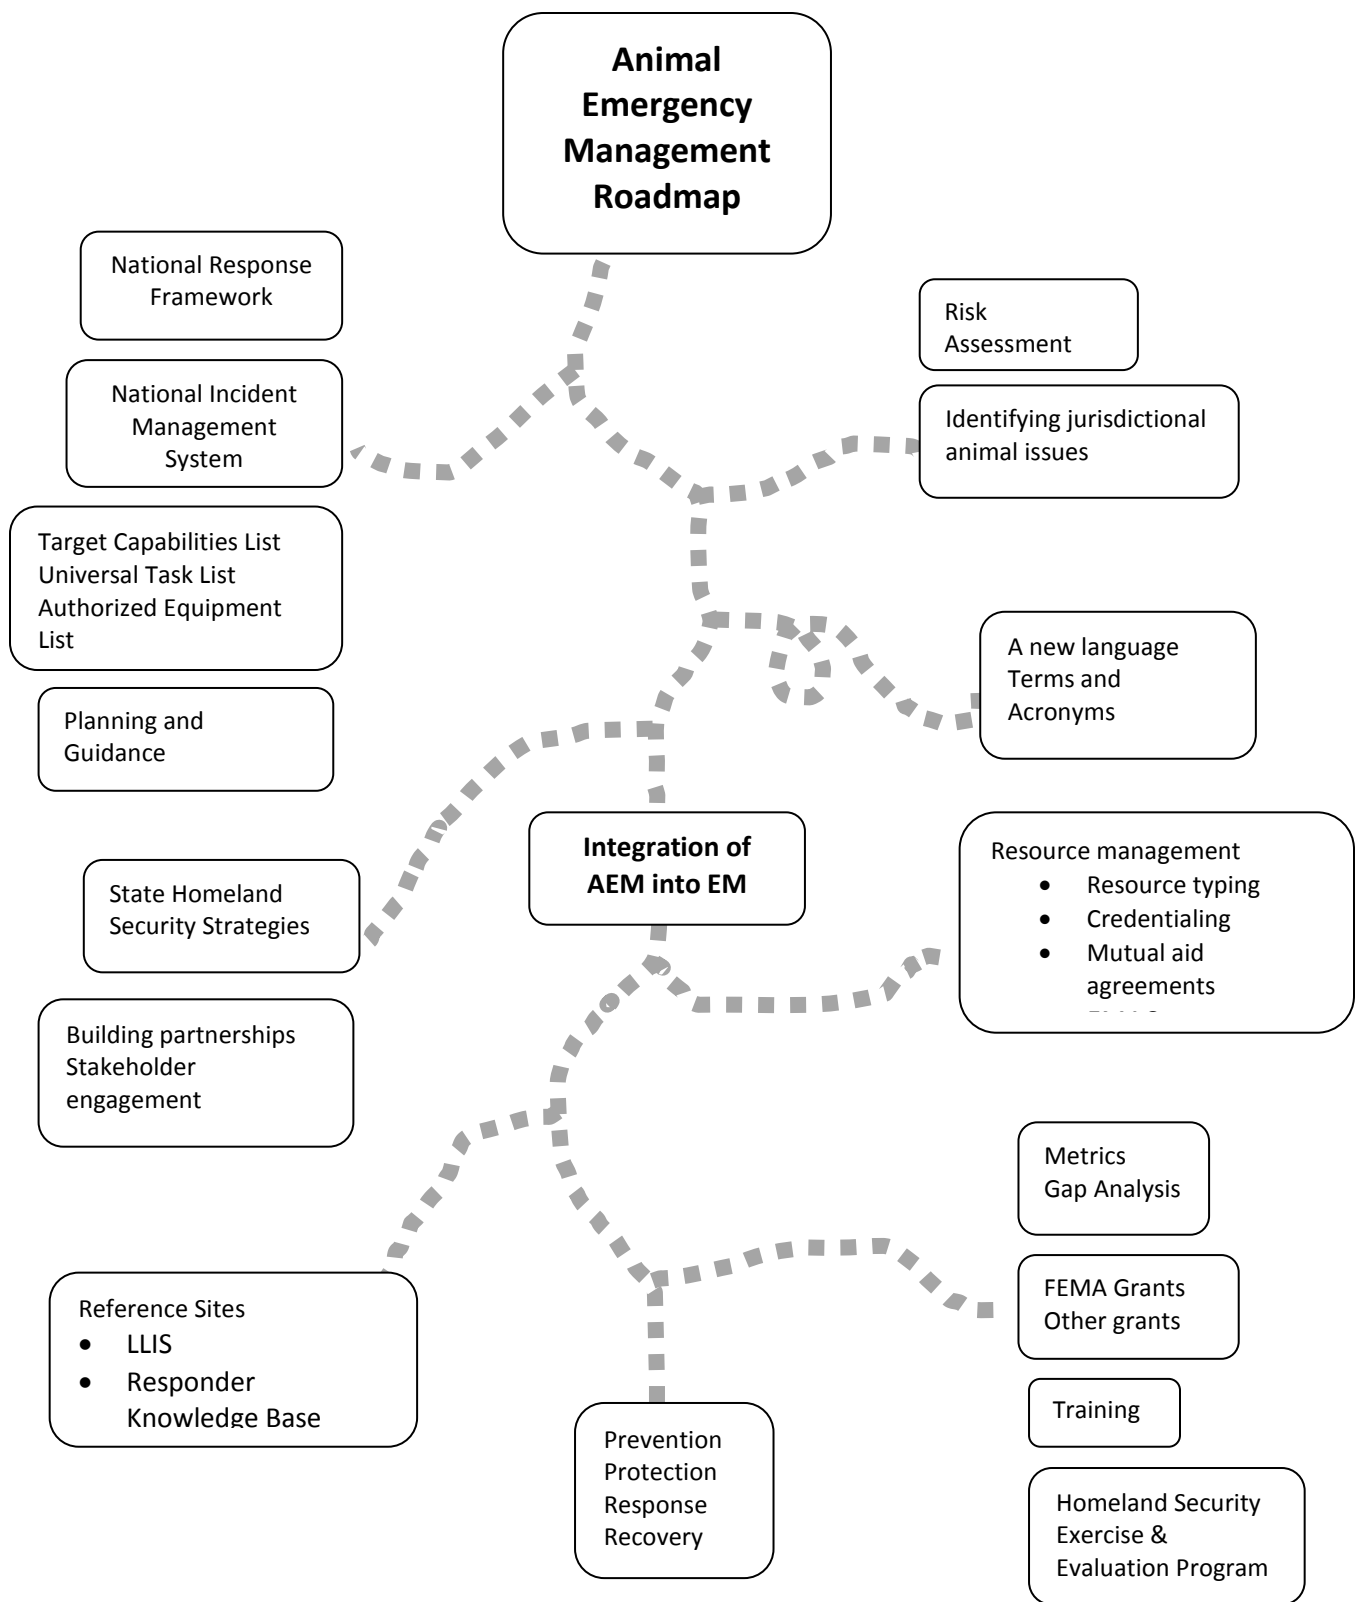 Animal
Emergency
Management
Roadmap
National Response
Framework
National Incident
Management
System
Target Capabilities List
Universal Task List
Authorized Equipment
List
Planning and
Guidance
State Homeland
Security Strategies
Building partnerships
Stakeholder
engagement
Reference Sites
• LLIS
• Responder
Knowledge Base
Risk
Assessment
Identifying jurisdictional
animal issues
A new language
Terms and
Acronyms
Integration of
AEM into EM
Resource management
• Resource typing
• Credentialing
• Mutual aid
agreements
Metrics
Gap Analysis
FEMA Grants
Other grants
Training
Homeland Security
Exercise &
Evaluation Program
Prevention
Protection
Response
Recovery